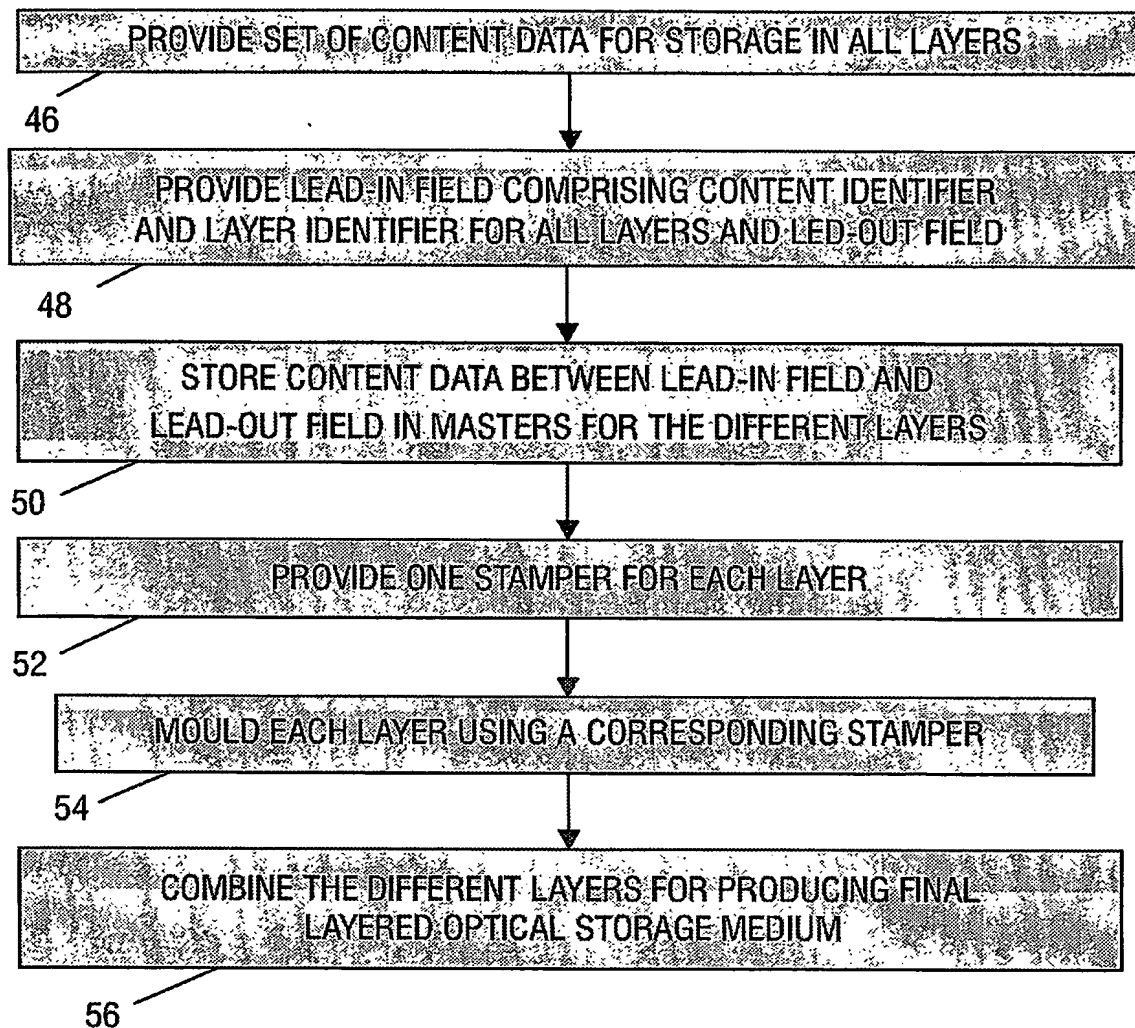 PROVIDE SET OF CONTENT DATA FOR STORAGE IN ALL LAYERS
46
PROVIDE LEAD-IN FIELD COMPRISING CONTENT IDENTIFIER
AND LAYER IDENTIFIER FOR ALL LAYERS AND LED-OUT FIELD
48
STORE CONTENT DATA BETWEEN LEAD-IN FIELD AND
LEAD-OUT FIELD IN MASTERS FOR THE DIFFERENT LAYERS
50
PROVIDE ONE STAMPER FOR EACH LAYER
52
MOULD EACH LAYER USING A CORRESPONDING STAMPER
54
COMBINE THE DIFFERENT LAYERS FOR PRODUCING FINAL
LAYERED OPTICAL STORAGE MEDIUM
56